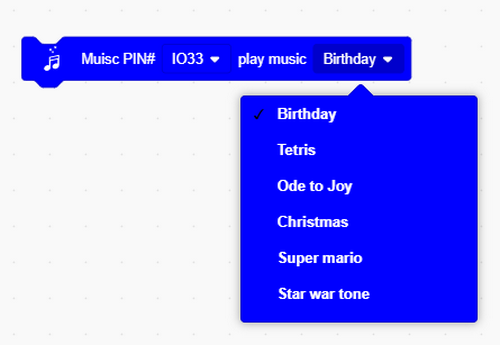 Muisc PIN# IO33 play music Birthday
Birthday
Tetris
Ode to Joy
Christmas
Super mario
Star war tone